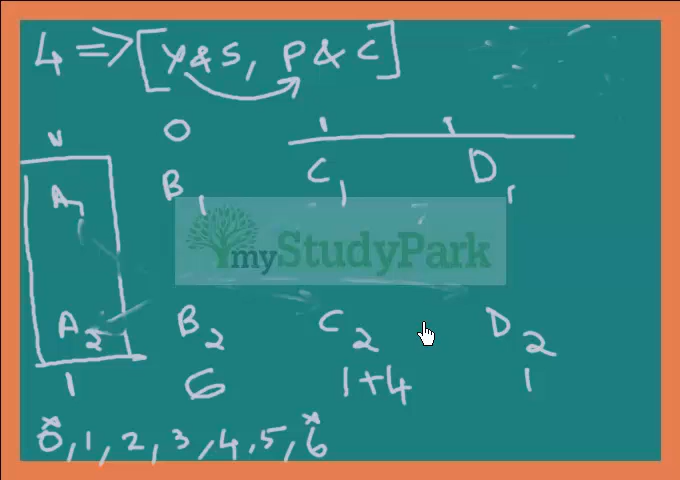 4 => [Y & S, P & C]
0
A1 B1 C1 D1
myStudyPark
A2 B2 C2 D2
1 6 1+4 1
0, 1, 2, 3, 4, 5, 6